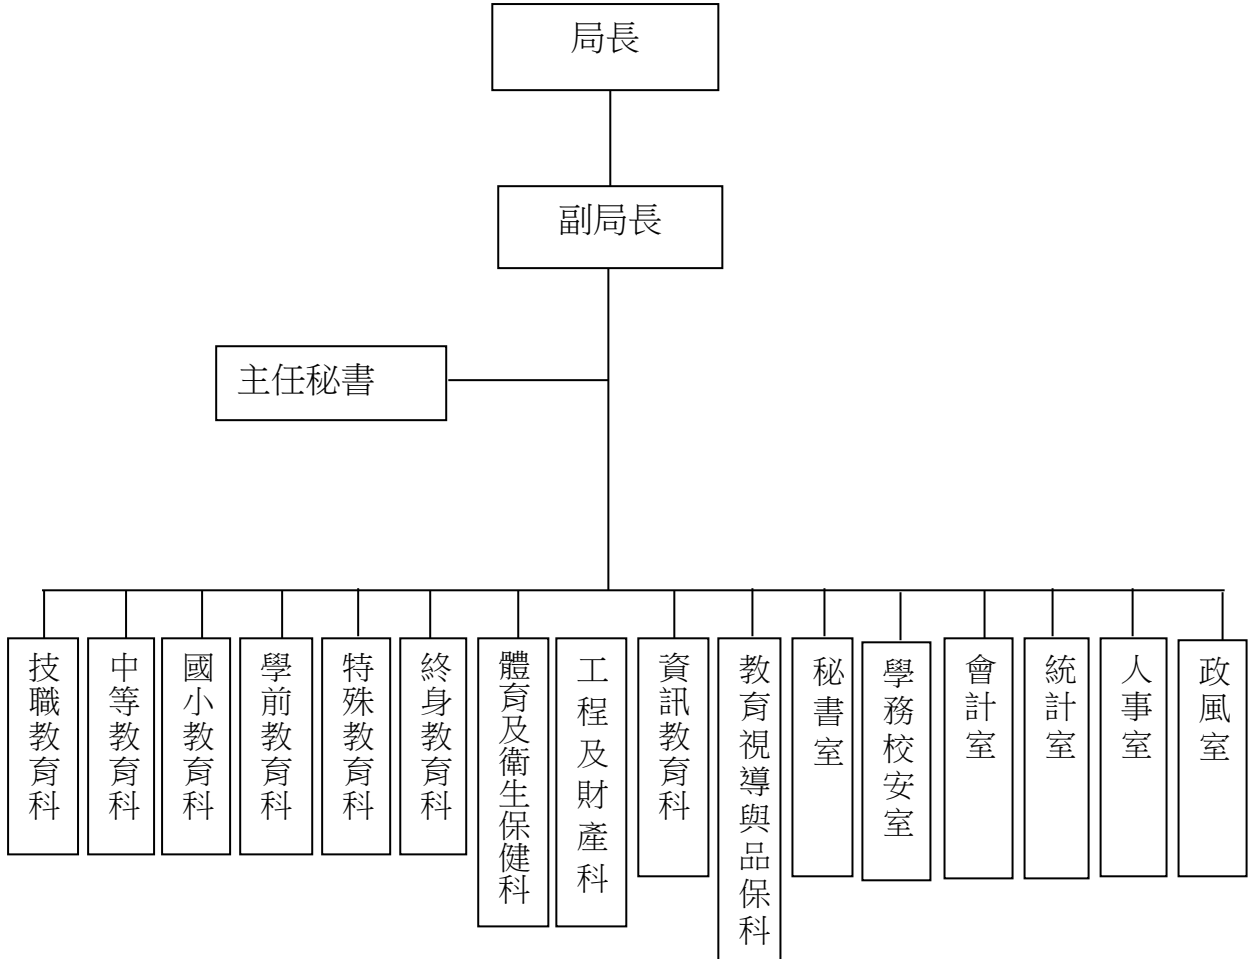 局長
副局長
主任秘書
技職教育科
中等教育科
國小教育科
學前教育科
特殊教育科
終身教育科
體育及衛生保健科
工程及財產科
資訊教育科
教育視導與品保科
秘書室
學務校安室
會計室
統計室
人事室
政風室